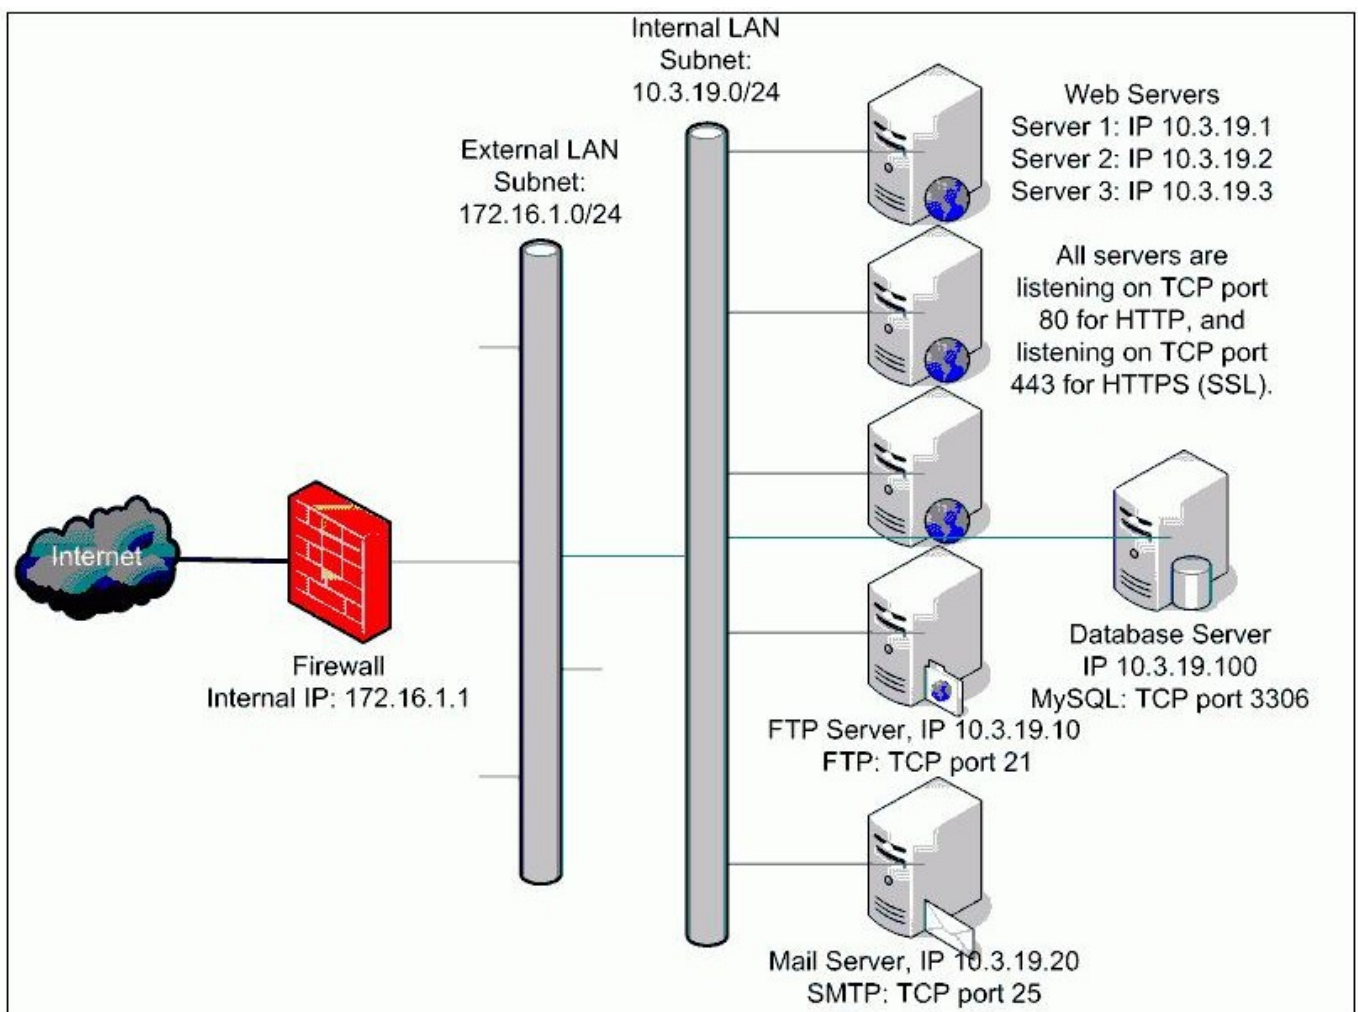 Internal LAN
Subnet:
10.3.19.0/24
External LAN
Subnet:
172.16.1.0/24
Web Servers
Server 1: IP 10.3.19.1
Server 2: IP 10.3.19.2
Server 3: IP 10.3.19.3
All servers are
listening on TCP port
80 for HTTP, and
listening on TCP port
443 for HTTPS (SSL).
Internet
Firewall
Internal IP: 172.16.1.1
Database Server
IP 10.3.19.100
MySQL: TCP port 3306
FTP Server, IP 10.3.19.10
FTP: TCP port 21
Mail Server, IP 10.3.19.20
SMTP: TCP port 25